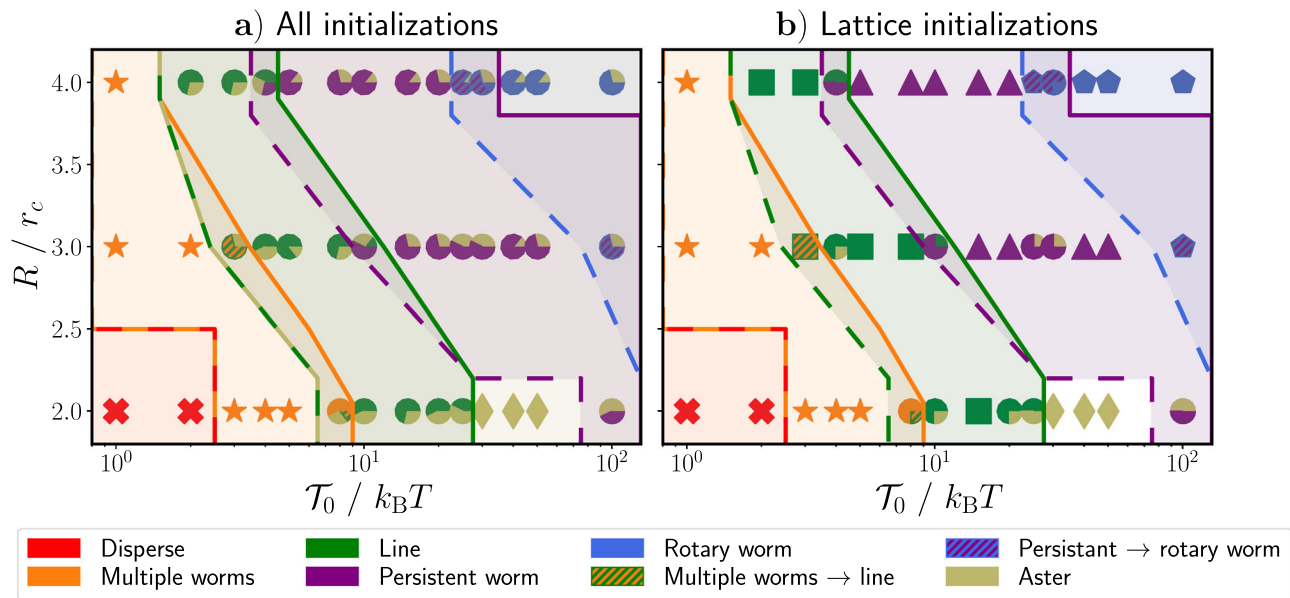 a) All initializations
b) Lattice initializations
R / r_c
4.0
3.5
3.0
2.5
2.0
10^0
10^1
10^2
10^0
10^1
10^2
𝒯_0 / k_BT
𝒯_0 / k_BT
Disperse
Line
Rotary worm
Persistant → rotary worm
Multiple worms
Persistent worm
Multiple worms → line
Aster